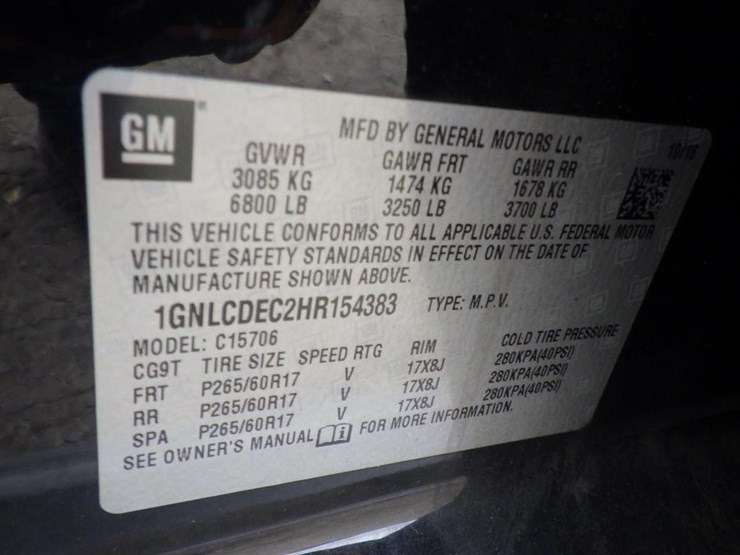 GM
MFD BY GENERAL MOTORS LLC 10/16
GVWR GAWR FRT GAWR RR
3085 KG 1474 KG 1678 KG
6800 LB 3250 LB 3700 LB
THIS VEHICLE CONFORMS TO ALL APPLICABLE U.S. FEDERAL MOTOR
VEHICLE SAFETY STANDARDS IN EFFECT ON THE DATE OF
MANUFACTURE SHOWN ABOVE.
1GNLCDEC2HR154383 TYPE: M.P.V.
MODEL: C15706
CG9T TIRE SIZE SPEED RTG RIM COLD TIRE PRESSURE
FRT P265/60R17 V 17X8J 280KPA(40PSI)
RR P265/60R17 V 17X8J 280KPA(40PSI)
SPA P265/60R17 V 17X8J 280KPA(40PSI)
SEE OWNER'S MANUAL FOR MORE INFORMATION.